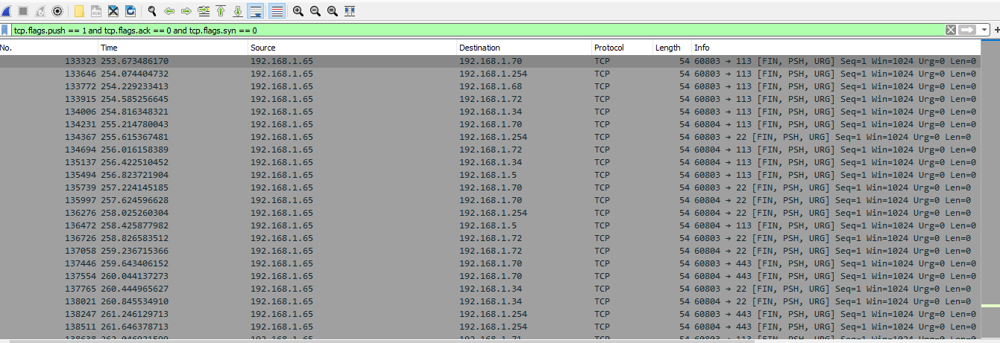 tcp.flags.push == 1 and tcp.flags.ack == 0 and tcp.flags.syn == 0
No. Time Source Destination Protocol Length Info
133323 253.673486170 192.168.1.65 192.168.1.70 TCP 54 60803 → 113 [FIN, PSH, URG] Seq=1 Win=1024 Urg=0 Len=0
133646 254.074404732 192.168.1.65 192.168.1.254 TCP 54 60803 → 113 [FIN, PSH, URG] Seq=1 Win=1024 Urg=0 Len=0
133772 254.229233413 192.168.1.65 192.168.1.68 TCP 54 60803 → 113 [FIN, PSH, URG] Seq=1 Win=1024 Urg=0 Len=0
133915 254.585256645 192.168.1.65 192.168.1.72 TCP 54 60803 → 113 [FIN, PSH, URG] Seq=1 Win=1024 Urg=0 Len=0
134006 254.816348321 192.168.1.65 192.168.1.34 TCP 54 60803 → 113 [FIN, PSH, URG] Seq=1 Win=1024 Urg=0 Len=0
134231 255.214780043 192.168.1.65 192.168.1.70 TCP 54 60804 → 113 [FIN, PSH, URG] Seq=1 Win=1024 Urg=0 Len=0
134367 255.615367481 192.168.1.65 192.168.1.254 TCP 54 60803 → 22 [FIN, PSH, URG] Seq=1 Win=1024 Urg=0 Len=0
134694 256.016158389 192.168.1.65 192.168.1.72 TCP 54 60804 → 113 [FIN, PSH, URG] Seq=1 Win=1024 Urg=0 Len=0
135137 256.422510452 192.168.1.65 192.168.1.34 TCP 54 60804 → 113 [FIN, PSH, URG] Seq=1 Win=1024 Urg=0 Len=0
135494 256.823721904 192.168.1.65 192.168.1.5 TCP 54 60803 → 113 [FIN, PSH, URG] Seq=1 Win=1024 Urg=0 Len=0
135739 257.224145185 192.168.1.65 192.168.1.70 TCP 54 60803 → 22 [FIN, PSH, URG] Seq=1 Win=1024 Urg=0 Len=0
135997 257.624596628 192.168.1.65 192.168.1.70 TCP 54 60804 → 22 [FIN, PSH, URG] Seq=1 Win=1024 Urg=0 Len=0
136276 258.025260304 192.168.1.65 192.168.1.254 TCP 54 60804 → 22 [FIN, PSH, URG] Seq=1 Win=1024 Urg=0 Len=0
136472 258.425877982 192.168.1.65 192.168.1.5 TCP 54 60804 → 113 [FIN, PSH, URG] Seq=1 Win=1024 Urg=0 Len=0
136726 258.826583512 192.168.1.65 192.168.1.72 TCP 54 60803 → 22 [FIN, PSH, URG] Seq=1 Win=1024 Urg=0 Len=0
137058 259.236715366 192.168.1.65 192.168.1.72 TCP 54 60804 → 22 [FIN, PSH, URG] Seq=1 Win=1024 Urg=0 Len=0
137446 259.643406152 192.168.1.65 192.168.1.70 TCP 54 60803 → 443 [FIN, PSH, URG] Seq=1 Win=1024 Urg=0 Len=0
137554 260.044137273 192.168.1.65 192.168.1.70 TCP 54 60804 → 443 [FIN, PSH, URG] Seq=1 Win=1024 Urg=0 Len=0
137765 260.444965627 192.168.1.65 192.168.1.34 TCP 54 60803 → 22 [FIN, PSH, URG] Seq=1 Win=1024 Urg=0 Len=0
138021 260.845534910 192.168.1.65 192.168.1.34 TCP 54 60804 → 22 [FIN, PSH, URG] Seq=1 Win=1024 Urg=0 Len=0
138247 261.246129713 192.168.1.65 192.168.1.254 TCP 54 60803 → 443 [FIN, PSH, URG] Seq=1 Win=1024 Urg=0 Len=0
138511 261.646378713 192.168.1.65 192.168.1.254 TCP 54 60804 → 443 [FIN, PSH, URG] Seq=1 Win=1024 Urg=0 Len=0
192.168.1.65 192.168.1.71 TCP 54 60803 → 113 [FIN, PSH, URG] Seq=1 Win=1024 Urg=0 Len=0